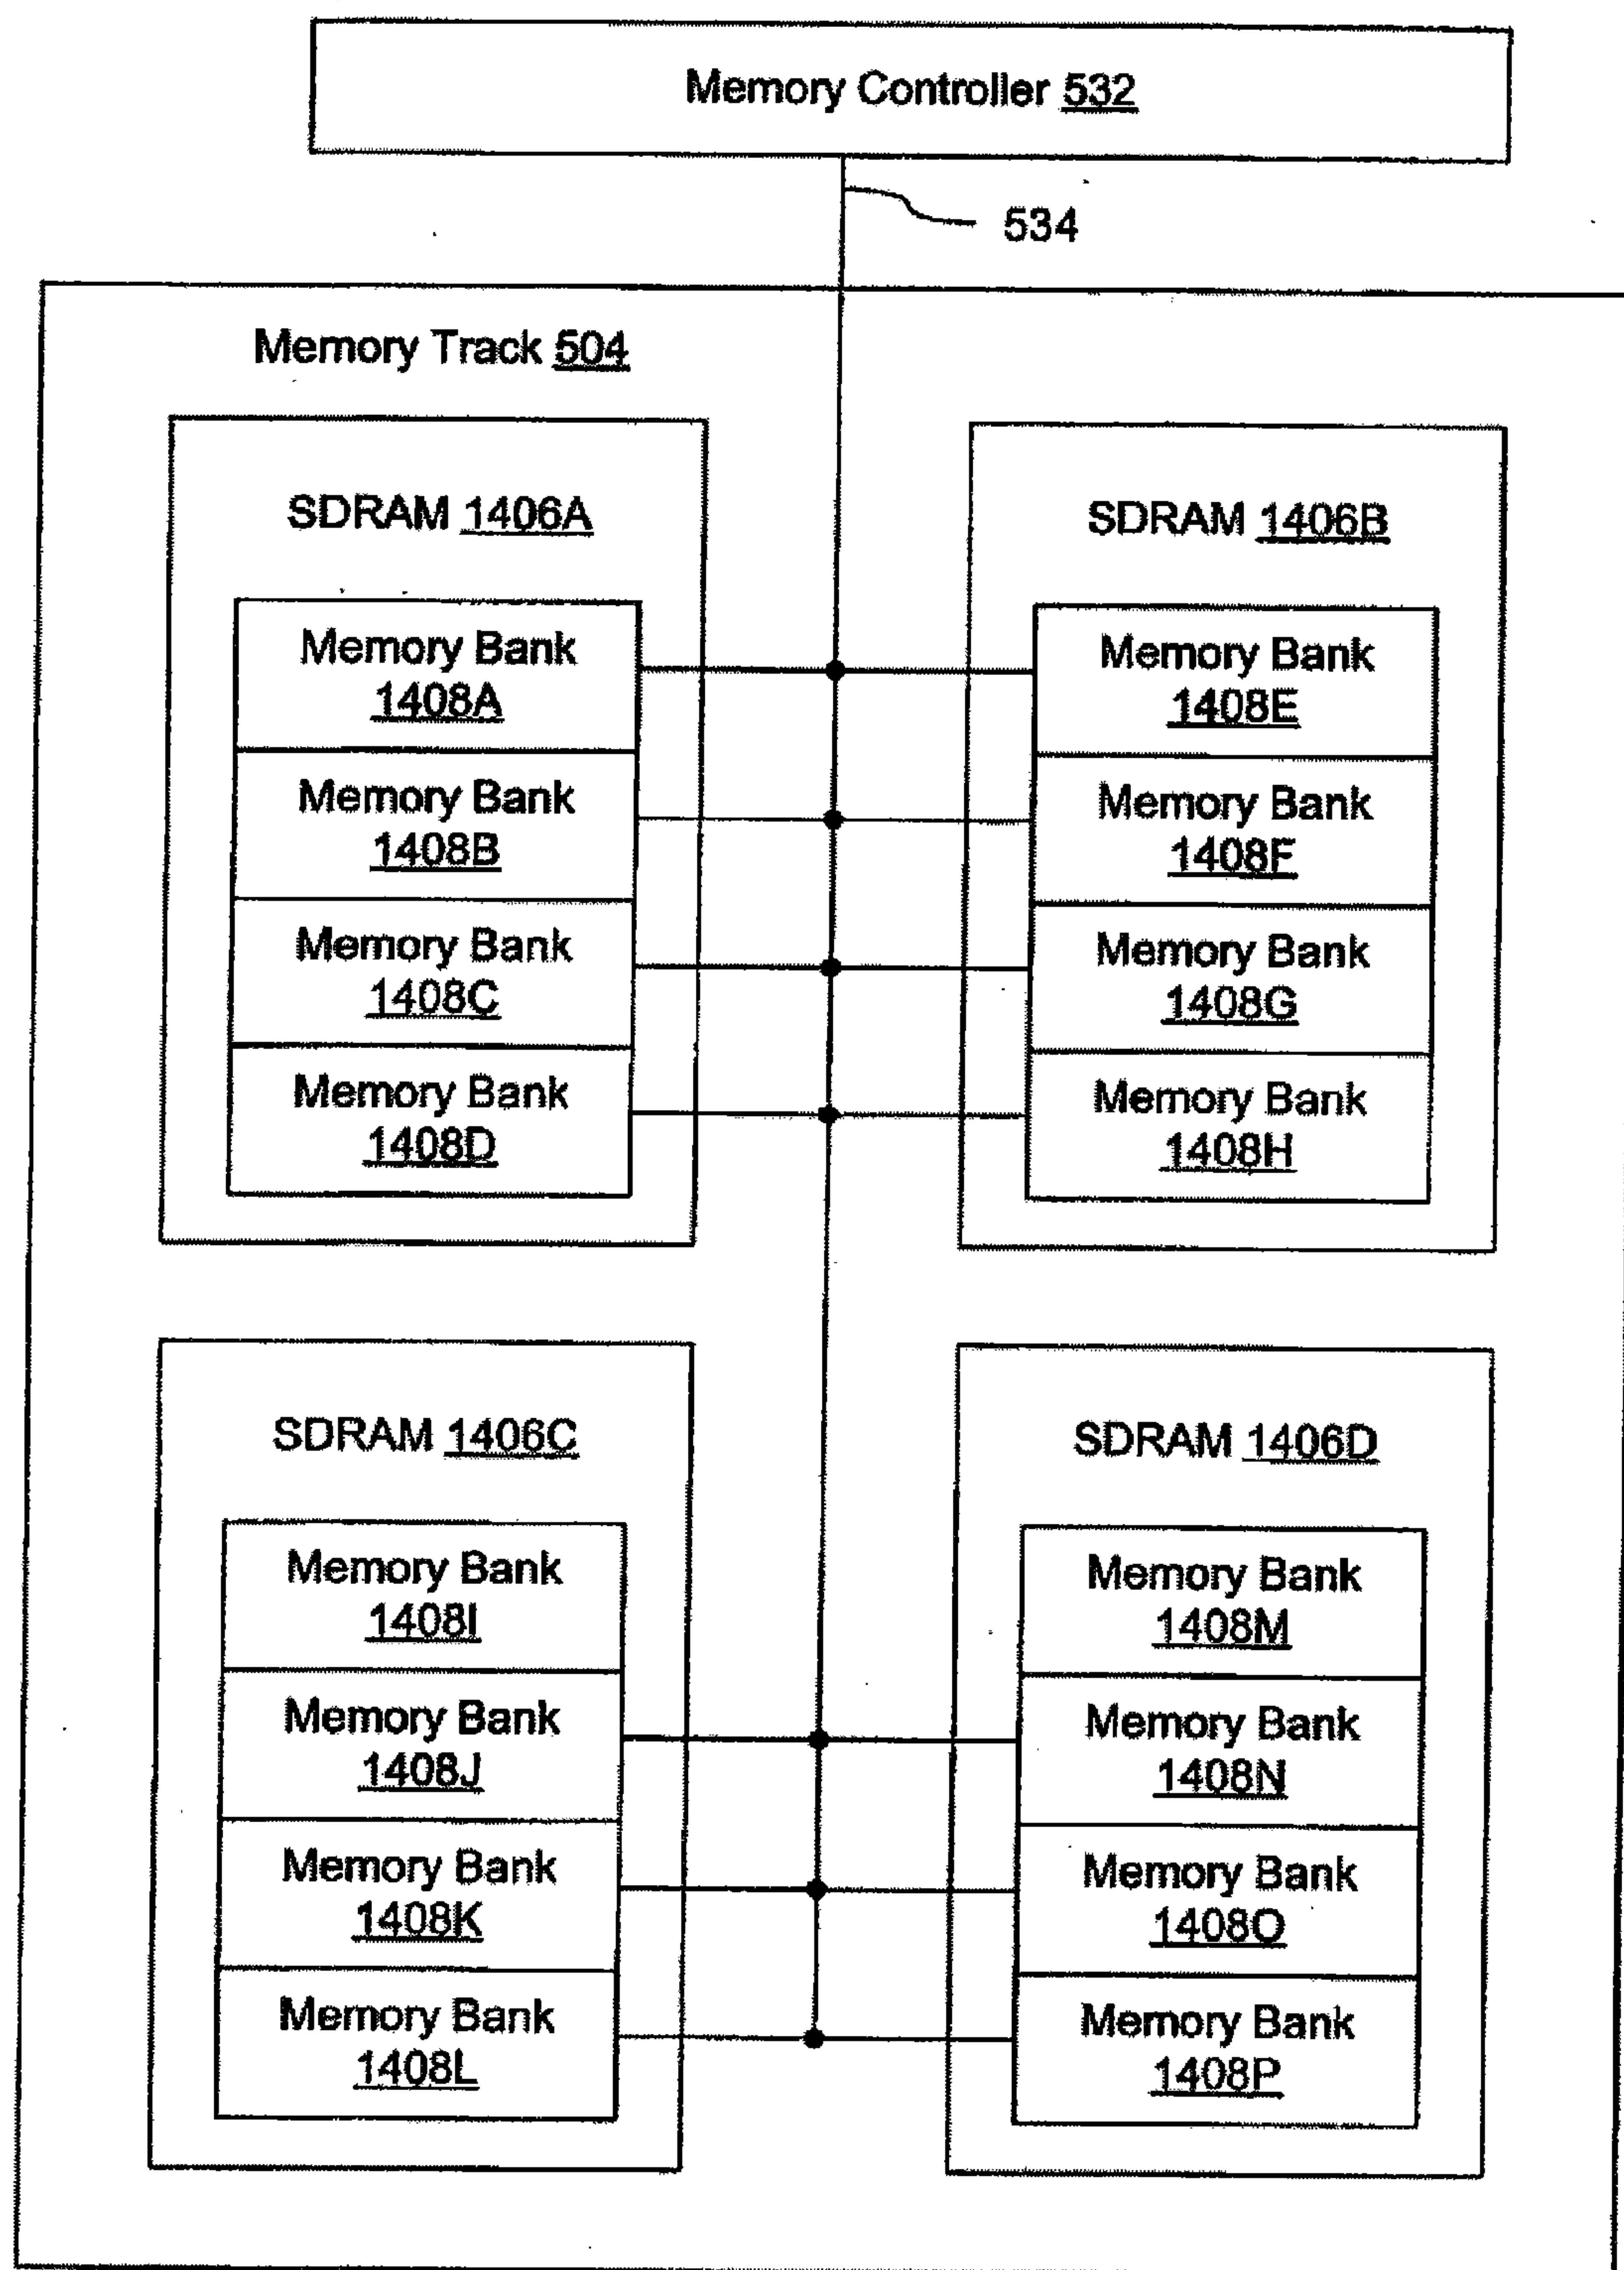 Memory Controller 532
534
Memory Track 504
SDRAM 1406A
Memory Bank
1408A
Memory Bank
1408B
Memory Bank
1408C
Memory Bank
1408D
SDRAM 1406B
Memory Bank
1408E
Memory Bank
1408F
Memory Bank
1408G
Memory Bank
1408H
SDRAM 1406C
Memory Bank
1408I
Memory Bank
1408J
Memory Bank
1408K
Memory Bank
1408L
SDRAM 1406D
Memory Bank
1408M
Memory Bank
1408N
Memory Bank
1408O
Memory Bank
1408P